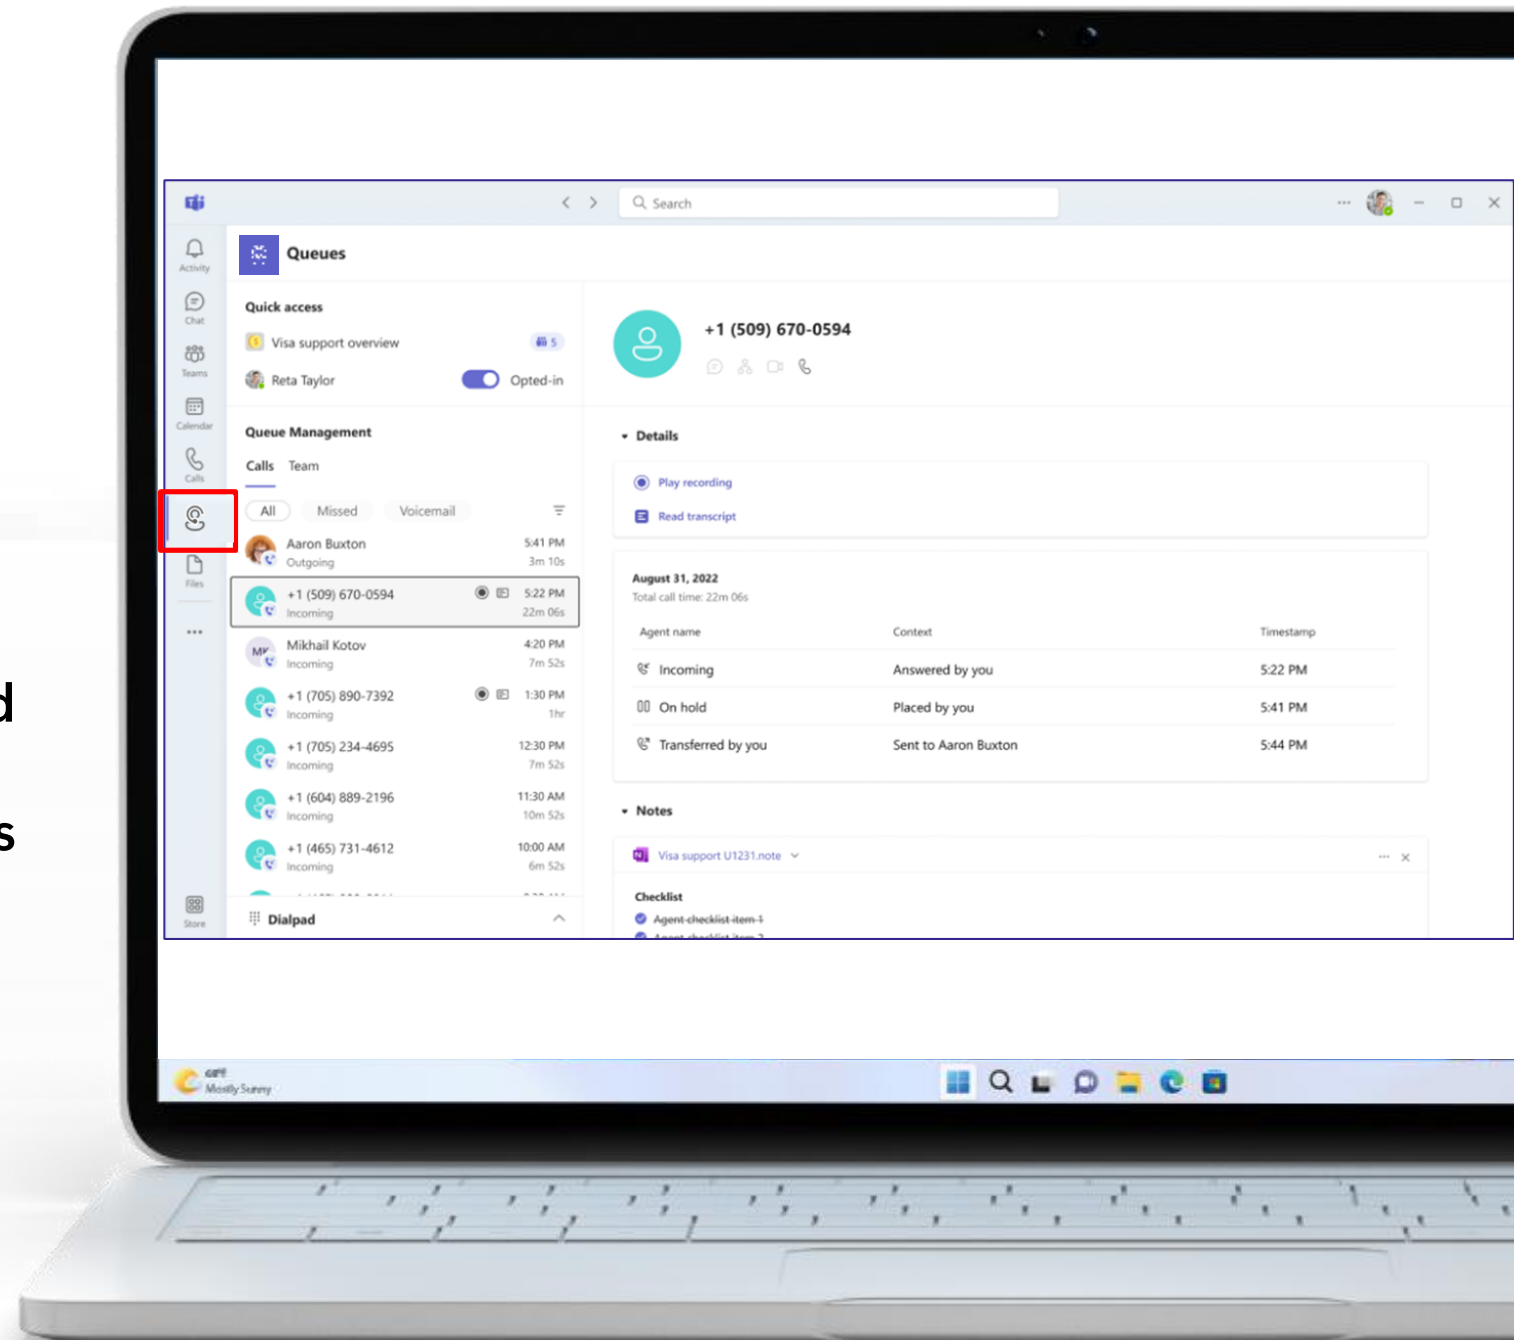 Search
Activity
Chat
Teams
Calendar
Calls
Files
Store
Queues
Quick access
Visa support overview 5
Reta Taylor Opted-in
Queue Management
Calls Team
All Missed Voicemail
Aaron Buxton 5:41 PM
Outgoing 3m 10s
+1 (509) 670-0594 5:22 PM
Incoming 22m 06s
MK Mikhail Kotov 4:20 PM
Incoming 7m 52s
+1 (705) 890-7392 1:30 PM
Incoming 1hr
+1 (705) 234-4695 12:30 PM
Incoming 7m 52s
+1 (604) 889-2196 11:30 AM
Incoming 10m 52s
+1 (465) 731-4612 10:00 AM
Incoming 6m 52s
Dialpad
+1 (509) 670-0594
Details
Play recording
Read transcript
August 31, 2022
Total call time: 22m 06s
Agent name Context Timestamp
Incoming Answered by you 5:22 PM
On hold Placed by you 5:41 PM
Transferred by you Sent to Aaron Buxton 5:44 PM
Notes
Visa support U1231.note
Checklist
Agent checklist item 1
Agent checklist item 2
d
s
Mostly Sunny